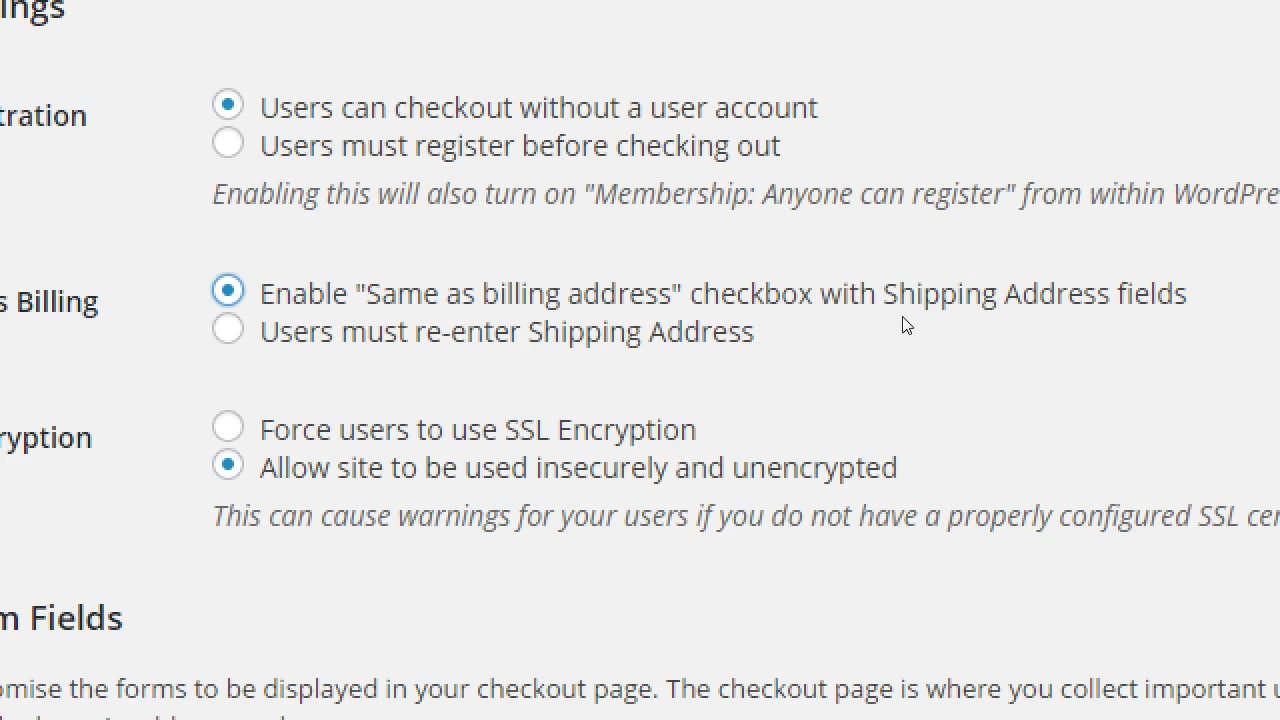 ings
tration
Users can checkout without a user account
Users must register before checking out
Enabling this will also turn on "Membership: Anyone can register" from within WordPre
s Billing
Enable "Same as billing address" checkbox with Shipping Address fields
Users must re-enter Shipping Address
ryption
Force users to use SSL Encryption
Allow site to be used insecurely and unencrypted
This can cause warnings for your users if you do not have a properly configured SSL cer
m Fields
omise the forms to be displayed in your checkout page. The checkout page is where you collect important u